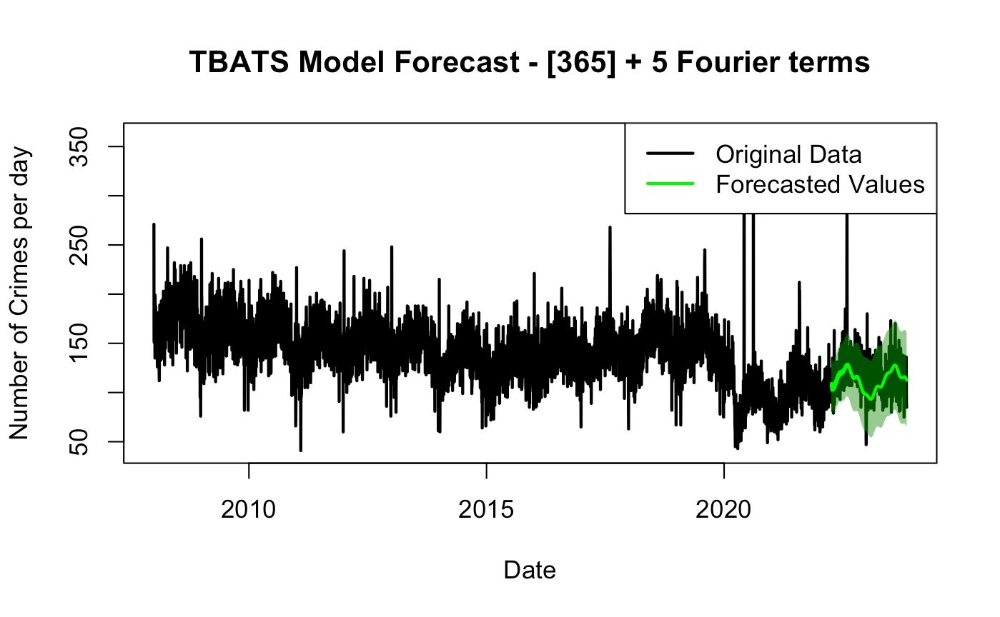 TBATS Model Forecast - [365] + 5 Fourier terms
Number of Crimes per day
350
250
150
50
Original Data
Forecasted Values
2010
2015
2020
Date